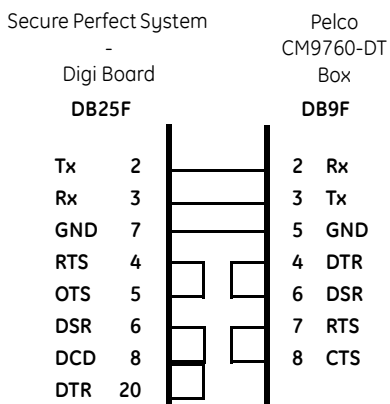 Secure Perfect System Pelco
- CM9760-DT
Digi Board Box
DB25F DB9F
Tx 2 2 Rx
Rx 3 3 Tx
GND 7 5 GND
RTS 4 4 DTR
OTS 5 6 DSR
DSR 6 7 RTS
DCD 8 8 CTS
DTR 20